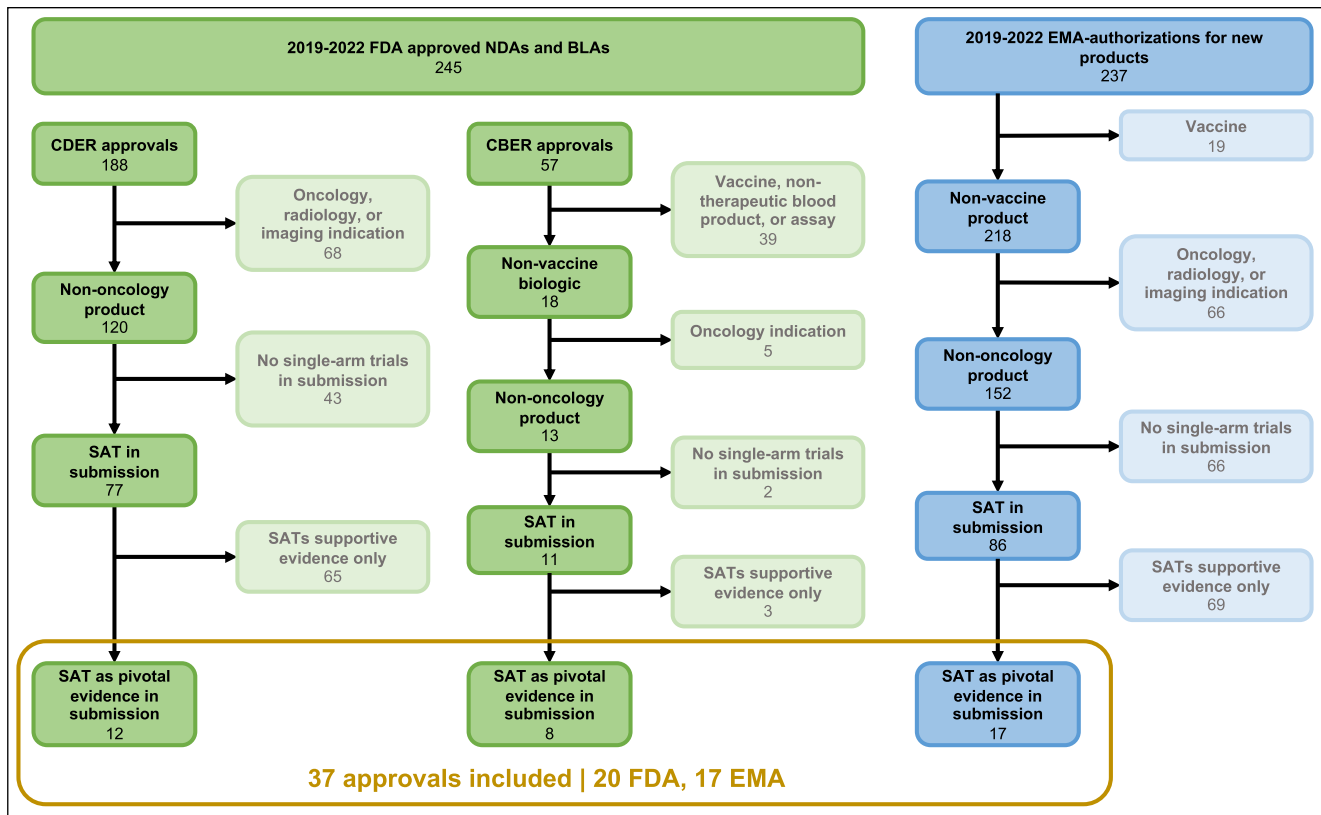 2019-2022 FDA approved NDAs and BLAs
245
CDER approvals
188
Oncology,
radiology, or
imaging indication
68
Non-oncology
product
120
No single-arm trials
in submission
43
SAT in
submission
77
SATs supportive
evidence only
65
SAT as pivotal
evidence in
submission
12
CBER approvals
57
Vaccine, non-
therapeutic blood
product, or assay
39
Non-vaccine
biologic
18
Oncology indication
5
Non-oncology
product
13
No single-arm trials
in submission
2
SAT in
submission
11
SATs supportive
evidence only
3
SAT as pivotal
evidence in
submission
8
2019-2022 EMA-authorizations for new
products
237
Vaccine
19
Non-vaccine
product
218
Oncology,
radiology, or
imaging indication
66
Non-oncology
product
152
No single-arm trials
in submission
66
SAT in
submission
86
SATs supportive
evidence only
69
SAT as pivotal
evidence in
submission
17
37 approvals included | 20 FDA, 17 EMA